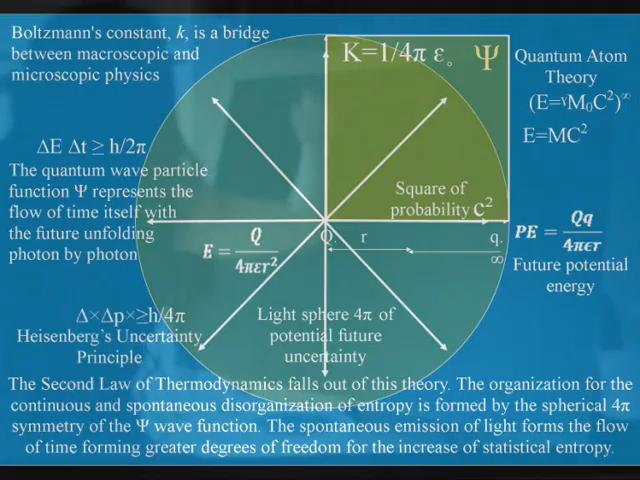 Boltzmann's constant, k, is a bridge
between macroscopic and
microscopic physics
K=1/4π ε。
Ψ
Quantum Atom
Theory
(E=ᵞM₀C²)∞
E=MC²
ΔE Δt ≥ h/2π
The quantum wave particle
function Ψ represents the
flow of time itself with
the future unfolding
photon by photon
Square of
probability c²
E = Q / 4πεr²
Q. r q.
∞
PE = Qq / 4πϵr
Future potential
energy
Δ×Δp×≥h/4π
Heisenberg's Uncertainty
Principle
Light sphere 4π of
potential future
uncertainty
The Second Law of Thermodynamics falls out of this theory. The organization for the
continuous and spontaneous disorganization of entropy is formed by the spherical 4π
symmetry of the Ψ wave function. The spontaneous emission of light forms the flow
of time forming greater degrees of freedom for the increase of statistical entropy.